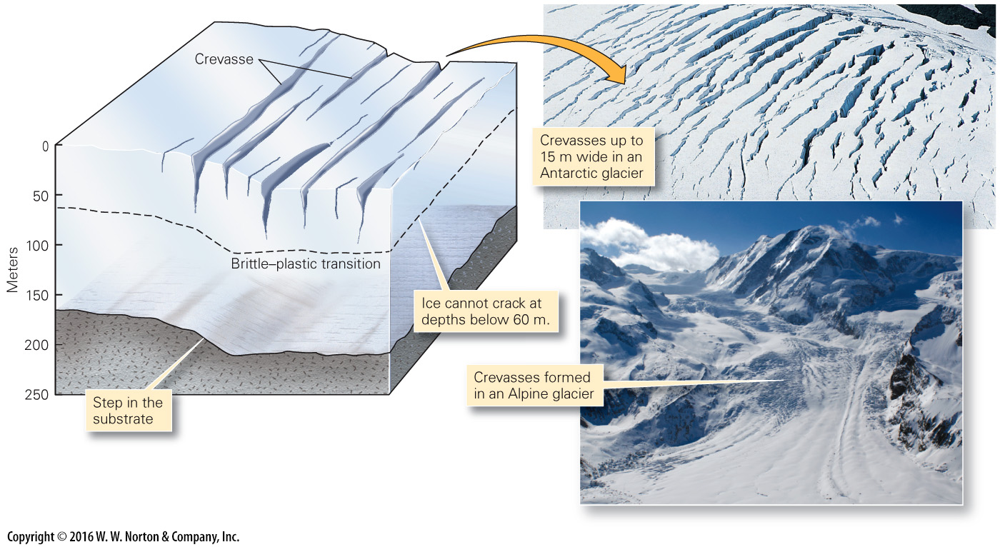 Crevasse
0
50
100
150
200
250
Meters
Brittle–plastic transition
Step in the
substrate
Ice cannot crack at
depths below 60 m.
Crevasses up to
15 m wide in an
Antarctic glacier
Crevasses formed
in an Alpine glacier
Copyright © 2016 W. W. Norton & Company, Inc.